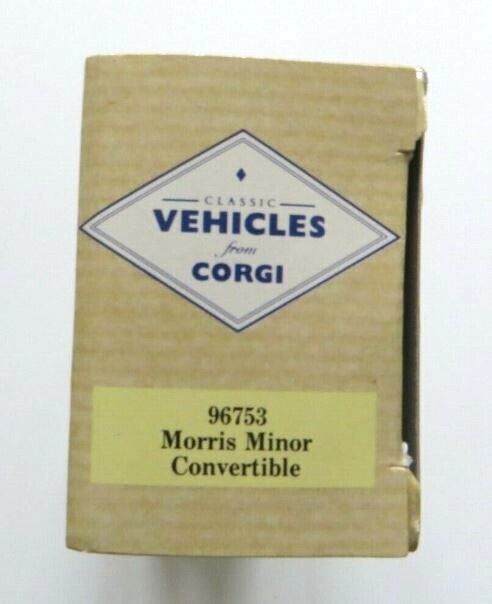 CLASSIC
VEHICLES
from
CORGI
96753
Morris Minor
Convertible